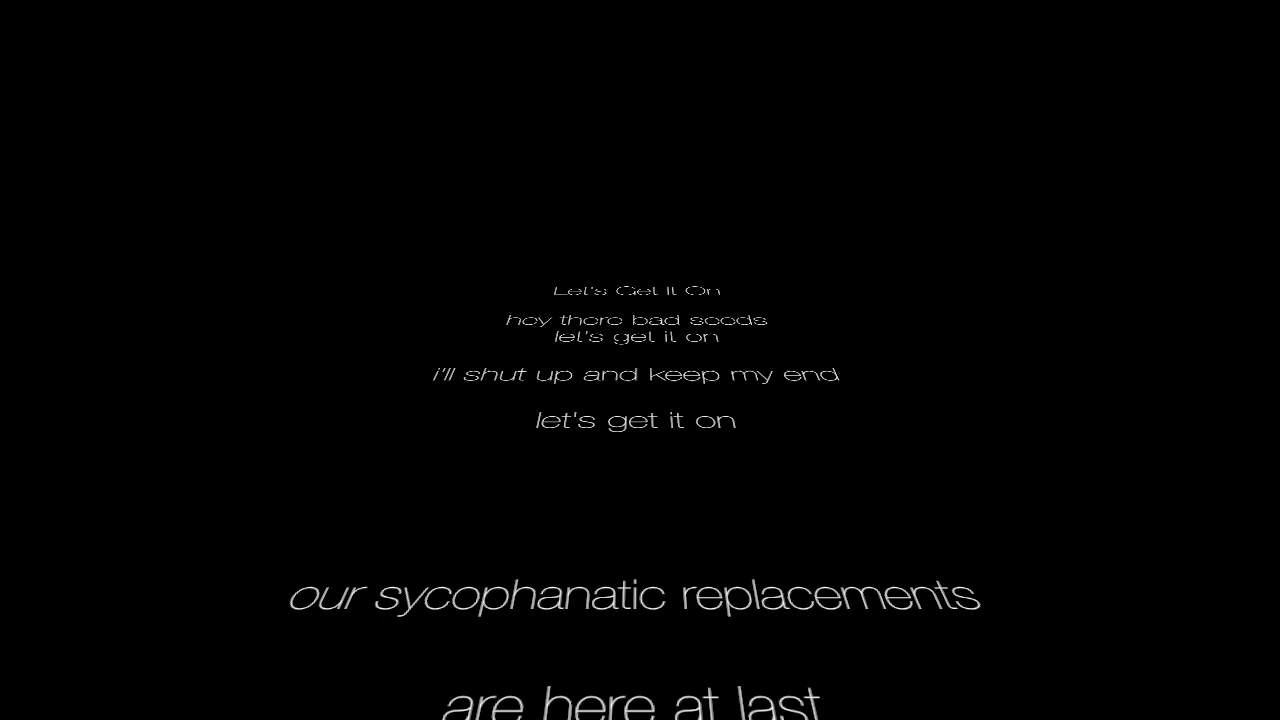 Let's Get It On
hey there bad seeds
let's get it on
i'll shut up and keep my end
let's get it on
our sycophanatic replacements
are here at last